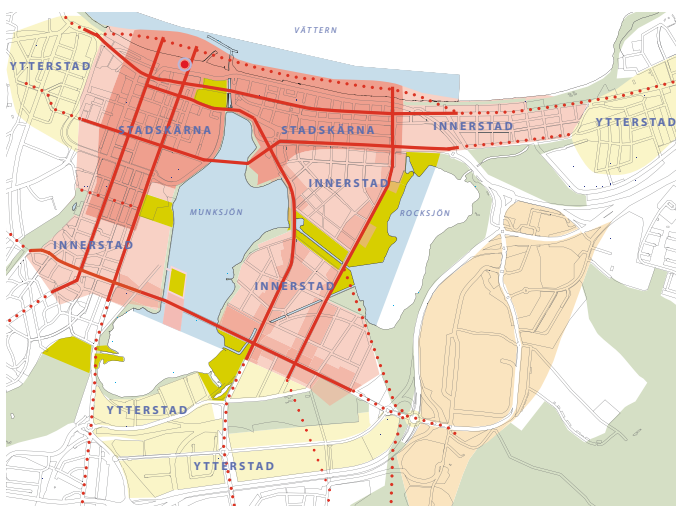 VÄTTERN
YTTERSTAD
STADSKÄRNA
STADSKÄRNA
INNERSTAD
YTTERSTAD
INNERSTAD
MUNKSJÖN
ROCKSJÖN
INNERSTAD
INNERSTAD
YTTERSTAD
YTTERSTAD